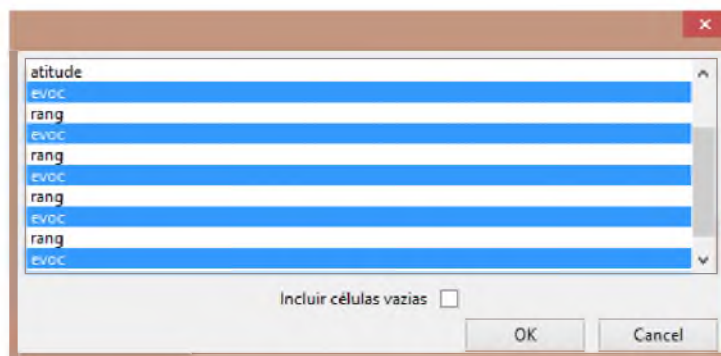 atitude
evoc
rang
evoc
rang
evoc
rang
evoc
rang
evoc
Incluir células vazias
OK
Cancel